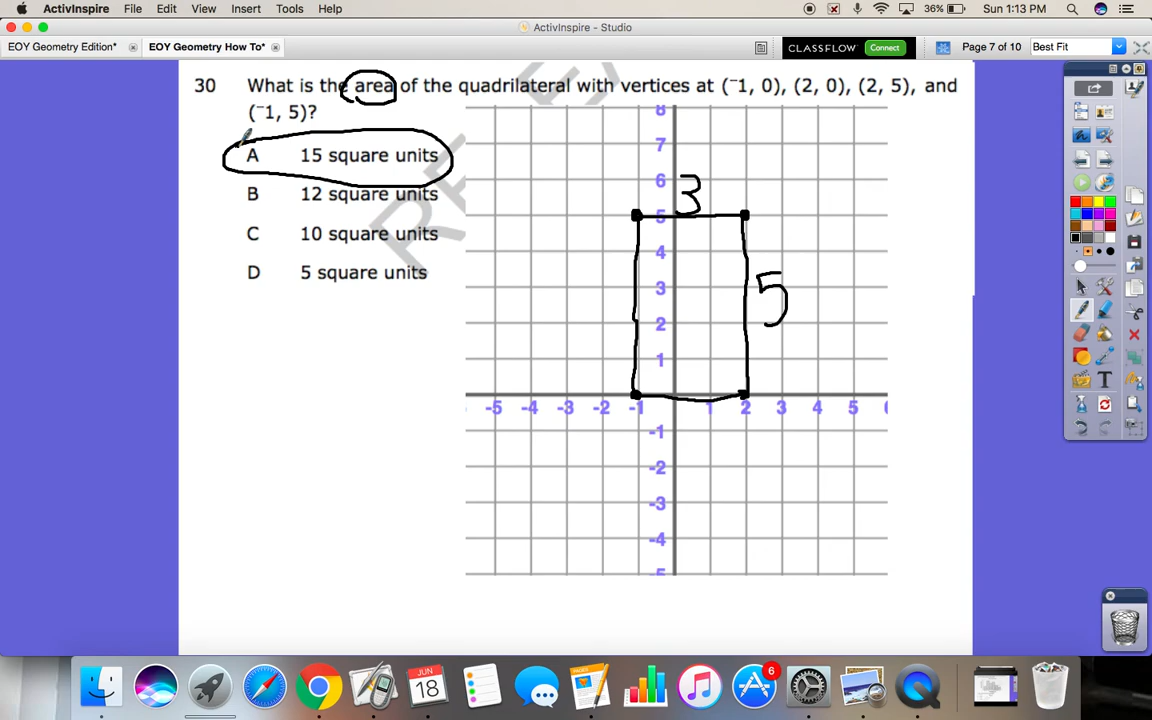 ActivInspire File Edit View Insert Tools Help 36% Sun 1:13 PM
ActivInspire - Studio
EOY Geometry Edition* EOY Geometry How To* CLASSFLOW Connect Page 7 of 10 Best Fit
30 What is the area of the quadrilateral with vertices at (⁻1, 0), (2, 0), (2, 5), and
(⁻1, 5)?
A 15 square units
B 12 square units
C 10 square units
D 5 square units
8
7
6
3
5
4
3
5
2
1
-5 -4 -3 -2 -1 1 2 3 4 5
-1
-2
-3
-4
-5
T
JUN
18
PAGES
6